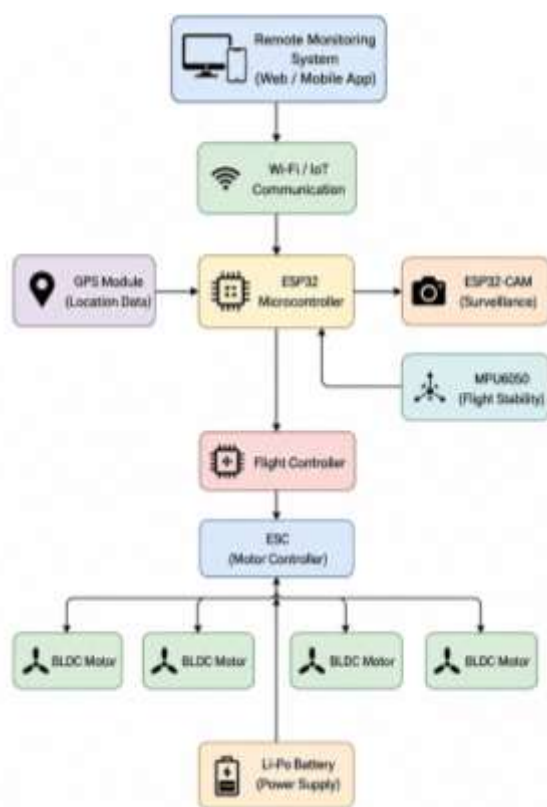 Remote Monitoring
System
(Web / Mobile App)
Wi-Fi / IoT
Communication
GPS Module
(Location Data)
ESP32
Microcontroller
ESP32-CAM
(Surveillance)
MPU6050
(Flight Stability)
Flight Controller
ESC
(Motor Controller)
BLDC Motor
BLDC Motor
BLDC Motor
BLDC Motor
Li-Po Battery
(Power Supply)